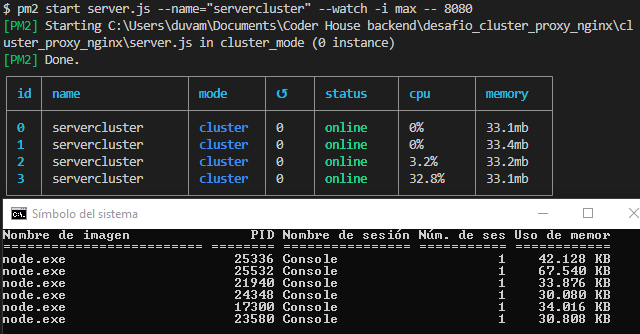 $ pm2 start server.js --name="servercluster" --watch -i max -- 8080
[PM2] Starting C:\Users\duvam\Documents\Coder House backend\desafio_cluster_proxy_nginx\cl
uster_proxy_nginx\server.js in cluster_mode (0 instance)
[PM2] Done.
id name mode ↺ status cpu memory
0 servercluster cluster 0 online 0% 33.1mb
1 servercluster cluster 0 online 0% 33.4mb
2 servercluster cluster 0 online 3.2% 33.2mb
3 servercluster cluster 0 online 32.8% 33.1mb
Símbolo del sistema
Nombre de imagen PID Nombre de sesión Núm. de ses Uso de memor
========================= ======== ================ =========== ============
node.exe 25336 Console 1 42.128 KB
node.exe 25532 Console 1 67.540 KB
node.exe 21940 Console 1 33.876 KB
node.exe 24348 Console 1 30.080 KB
node.exe 17300 Console 1 34.016 KB
node.exe 23580 Console 1 30.808 KB